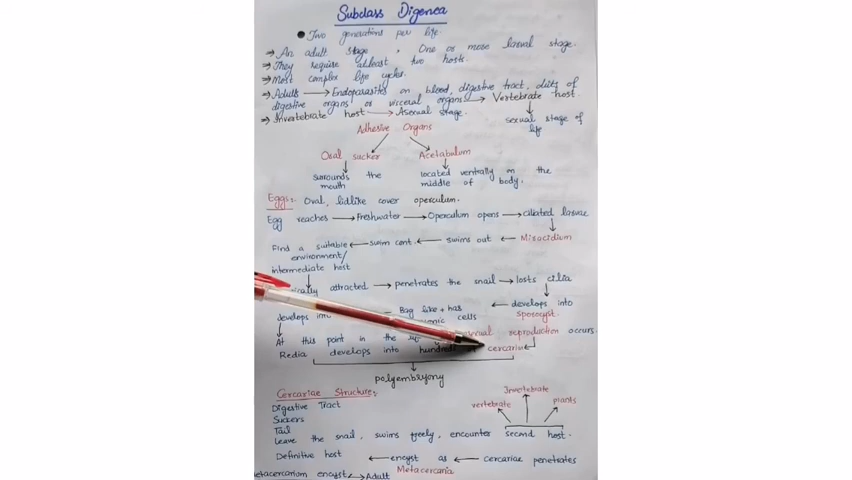 Subclass Digenea
● Two generations per life.
⇒ An adult stage, One or more larval stage.
⇒ They require atleast two hosts.
⇒ Most complex life cycles.
⇒ Adults → Endoparasites on blood, digestive tract, ducts of
digestive organs or visceral organs. → Vertebrate host.
⇒ Invertebrate host → Asexual stage.
sexual stage of
life
Adhesive Organs
Oral sucker Acetabulum
surrounds the
mouth
located ventrally on the
middle of body.
Eggs:- Oval, lidlike cover operculum.
Egg reaches → Freshwater → Operculum opens → ciliated larvae
Find a suitable ← swim cont. ← swims out ← Miracidium
environment/
intermediate host
attracted → penetrates the snail → losts cilia
← develops into
sporocyst.
develops into Bag like + has
cells
reproduction occurs
At this point in the
Redia develops into cercaria
polyembryony
Cercariae Structure:-
Digestive Tract
Suckers
Tail
Leave the snail, swims freely, encounter second host.
vertebrate Invertebrate plants
Definitive host ← encyst as ← cercariae penetrates
Metacercaria
encyst ← Adult